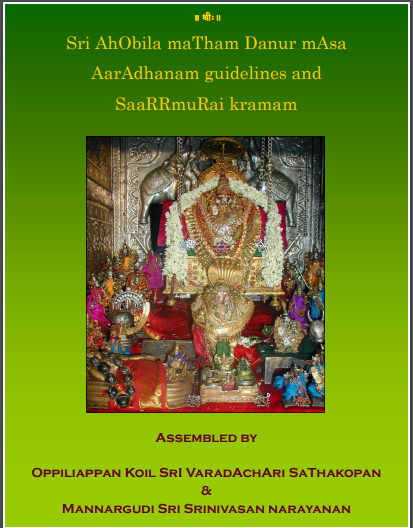 ॥ श्रीः ॥
Sri AhObila maTham Danur mAsa
AarAdhanam guidelines and
SaaRRmuRai kramam
Assembled by
Oppiliappan Koil SrI VaradAchAri SaThakopan
&
Mannargudi Sri Srinivasan narayanan